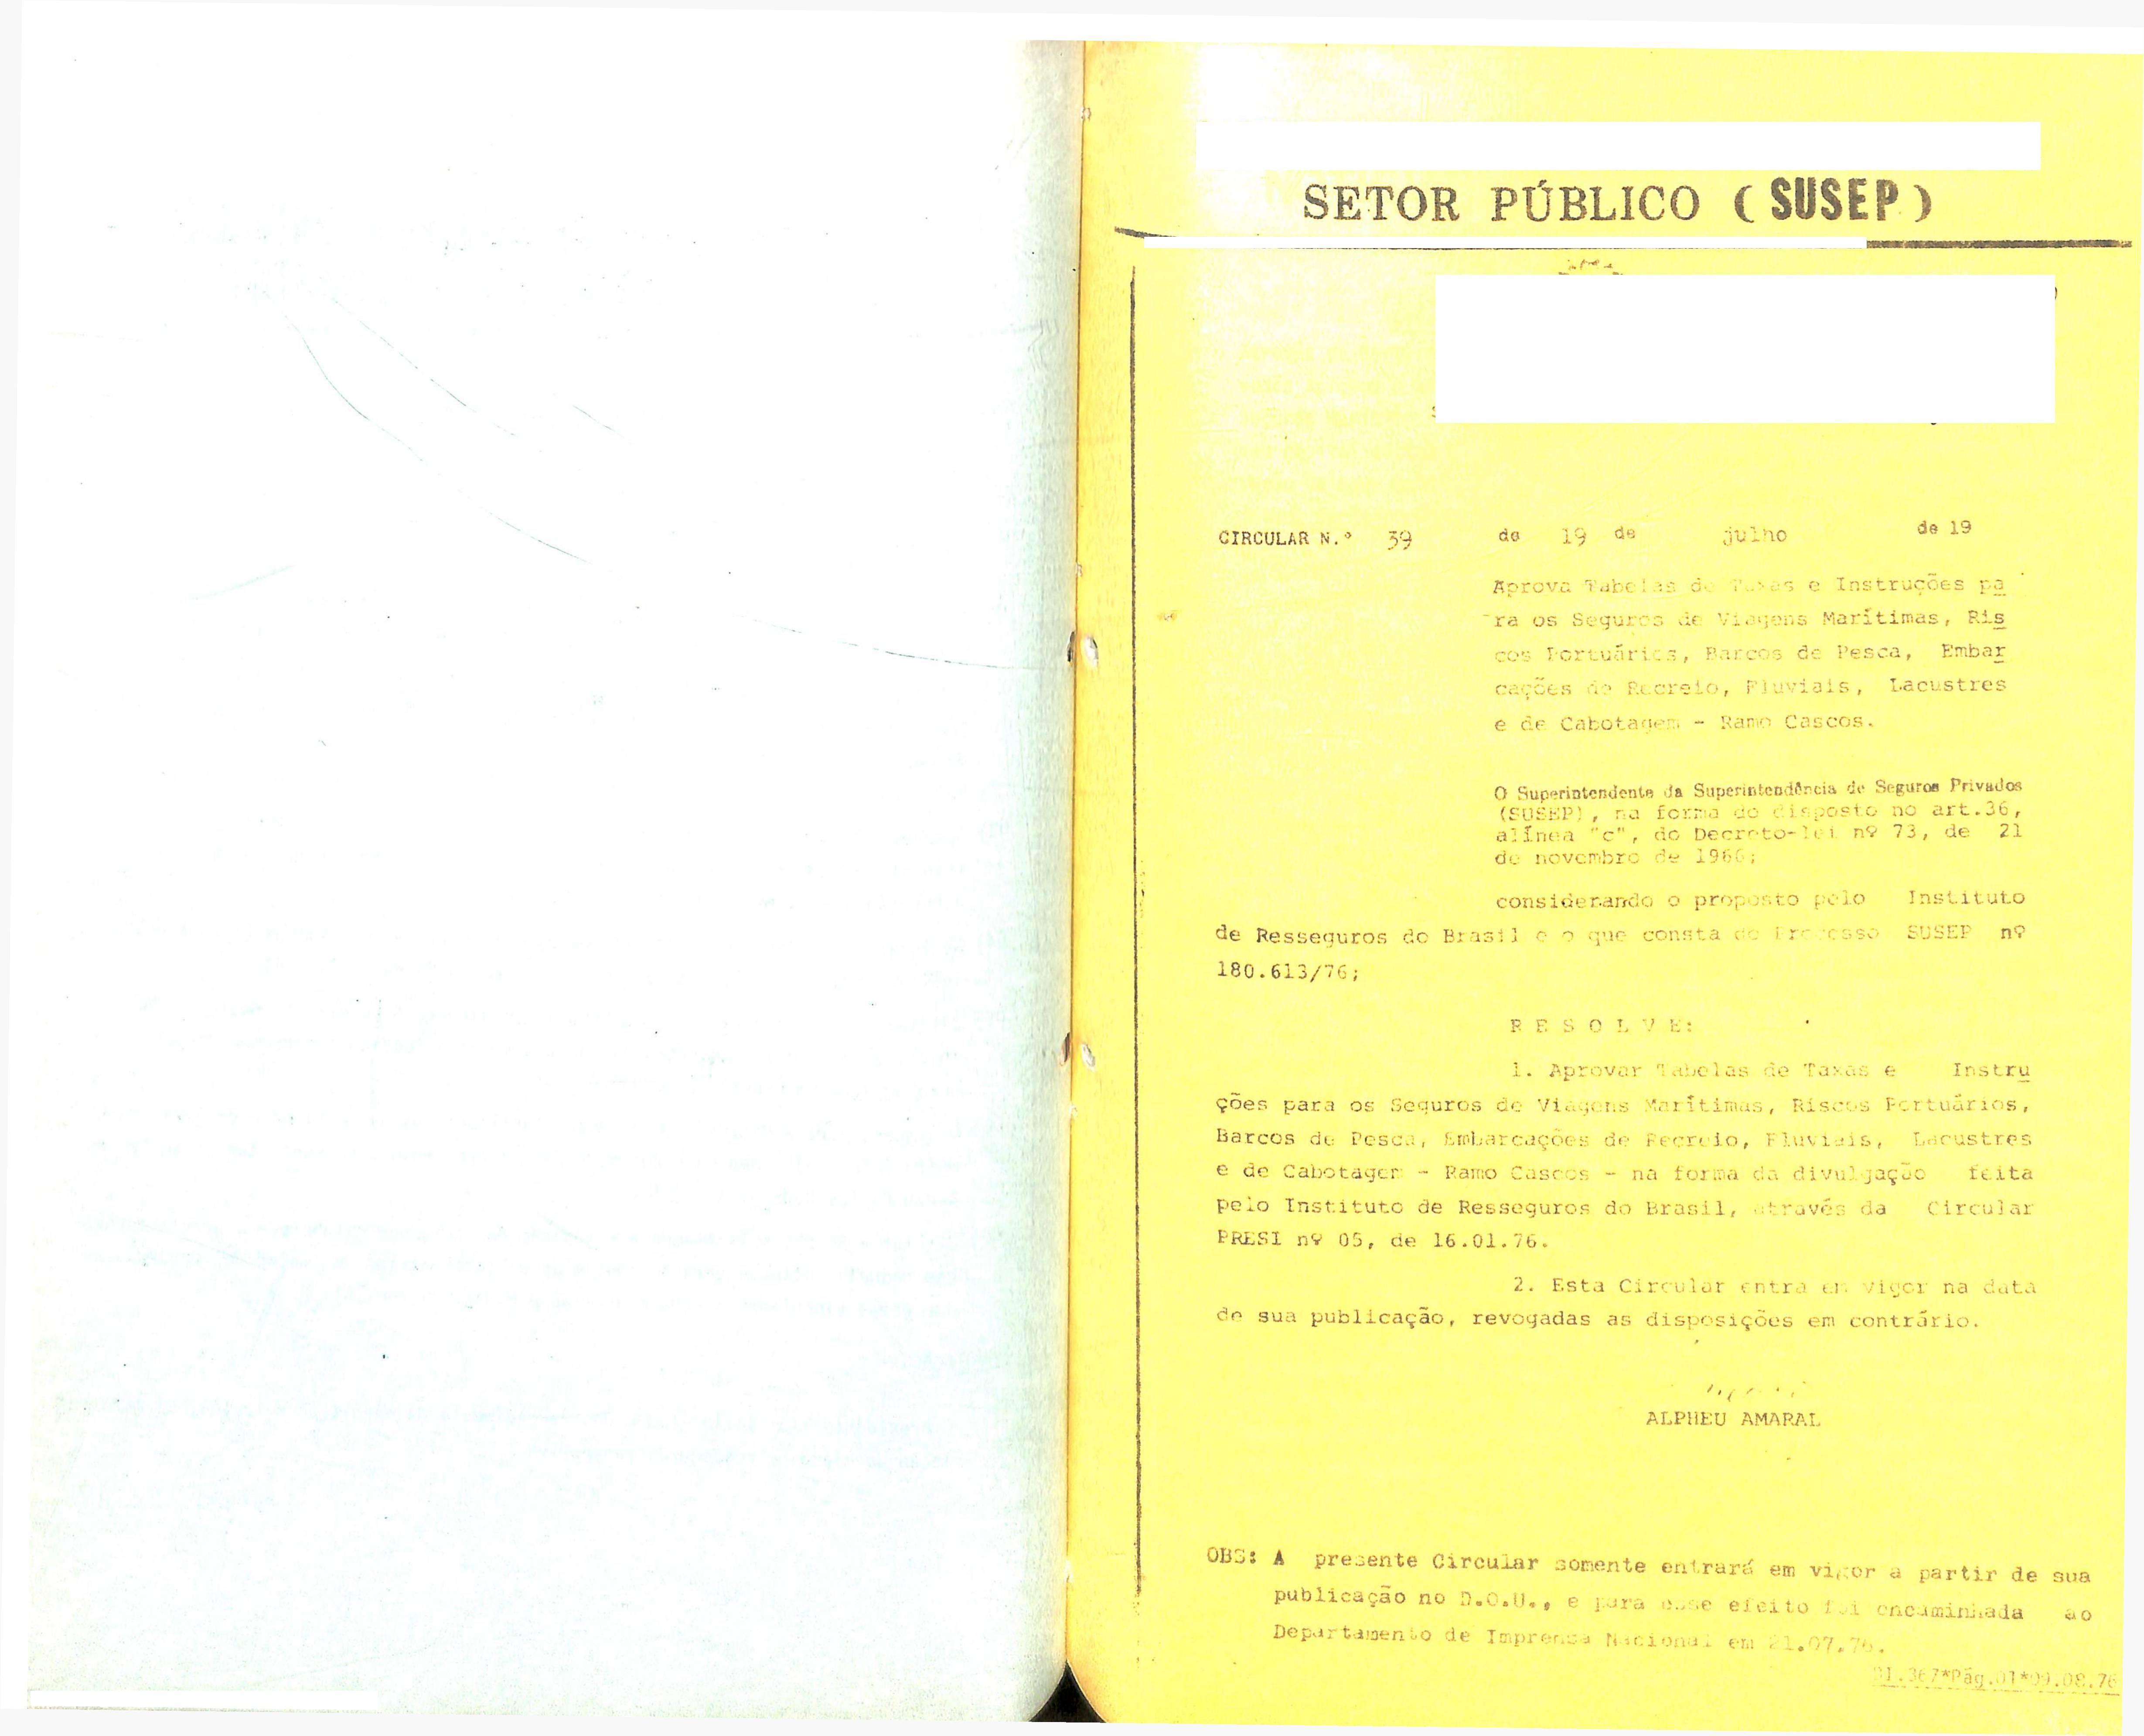 SETOR PÚBLICO (SUSEP)
CIRCULAR N.º 39 de 19 de julho de 19
Aprova Tabelas de Taxas e Instruções pa
ra os Seguros de Viagens Marítimas, Ris
cos Portuários, Barcos de Pesca, Embar
cações de Recreio, Fluviais, Lacustres
e de Cabotagem - Ramo Cascos.
O Superintendente da Superintendência de Seguros Privados
(SUSEP), na forma do disposto no art.36,
alínea "c", do Decreto-lei nº 73, de 21
de novembro de 1966;
considerando o proposto pelo Instituto
de Resseguros do Brasil e o que consta do Processo SUSEP nº
180.613/76;
R E S O L V E:
1. Aprovar Tabelas de Taxas e Instru
ções para os Seguros de Viagens Marítimas, Riscos Portuários,
Barcos de Pesca, Embarcações de Recreio, Fluviais, Lacustres
e de Cabotagem - Ramo Cascos - na forma da divulgação feita
pelo Instituto de Resseguros do Brasil, através da Circular
PRESI nº 05, de 16.01.76.
2. Esta Circular entra em vigor na data
de sua publicação, revogadas as disposições em contrário.
ALPHEU AMARAL
OBS: A presente Circular somente entrará em vigor a partir de sua
publicação no D.O.U., e para esse efeito foi encaminhada ao
Departamento de Imprensa Nacional em 21.07.76.
BI.367*Pág.01*09.08.76